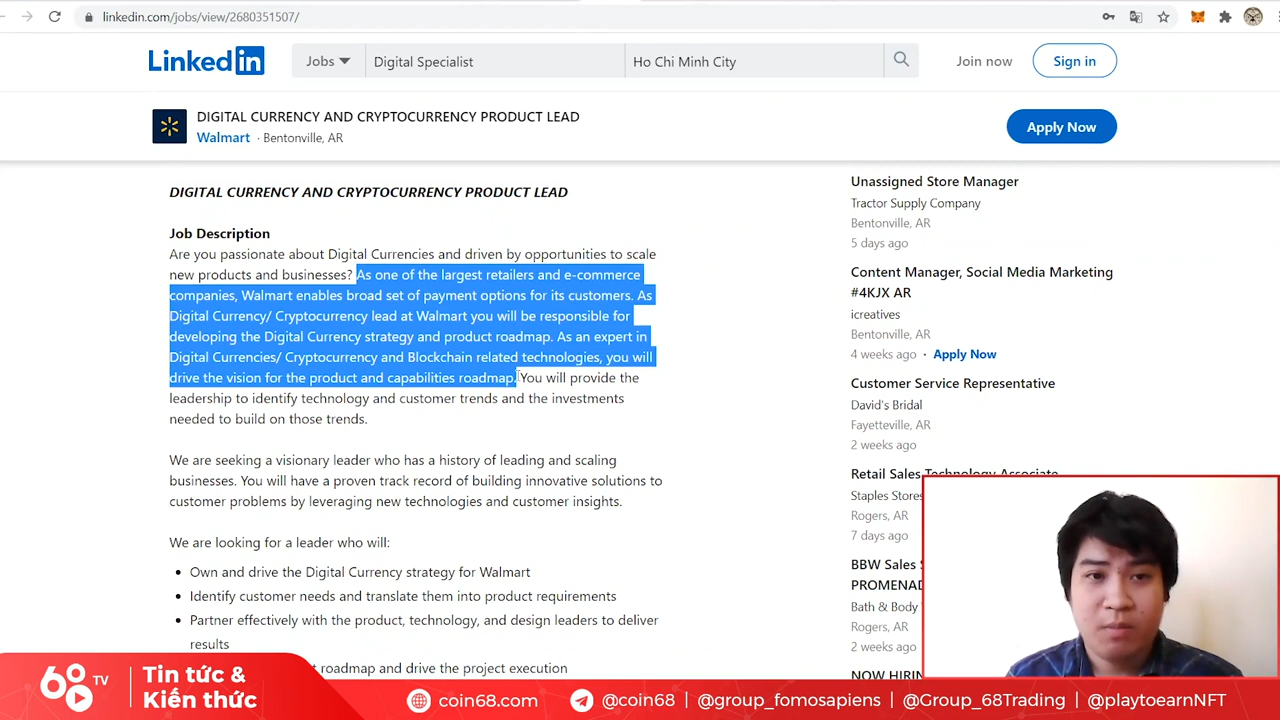 linkedin.com/jobs/view/2680351507/
Linkedin
Jobs
Digital Specialist
Ho Chi Minh City
Join now
Sign in
DIGITAL CURRENCY AND CRYPTOCURRENCY PRODUCT LEAD
Walmart · Bentonville, AR
Apply Now
DIGITAL CURRENCY AND CRYPTOCURRENCY PRODUCT LEAD
Job Description
Are you passionate about Digital Currencies and driven by opportunities to scale
new products and businesses? As one of the largest retailers and e-commerce
companies, Walmart enables broad set of payment options for its customers. As
Digital Currency/ Cryptocurrency lead at Walmart you will be responsible for
developing the Digital Currency strategy and product roadmap. As an expert in
Digital Currencies/ Cryptocurrency and Blockchain related technologies, you will
drive the vision for the product and capabilities roadmap. You will provide the
leadership to identify technology and customer trends and the investments
needed to build on those trends.
We are seeking a visionary leader who has a history of leading and scaling
businesses. You will have a proven track record of building innovative solutions to
customer problems by leveraging new technologies and customer insights.
We are looking for a leader who will:
• Own and drive the Digital Currency strategy for Walmart
• Identify customer needs and translate them into product requirements
• Partner effectively with the product, technology, and design leaders to deliver
results
roadmap and drive the project execution
Unassigned Store Manager
Tractor Supply Company
Bentonville, AR
5 days ago
Content Manager, Social Media Marketing
#4KJX AR
icreatives
Bentonville, AR
4 weeks ago • Apply Now
Customer Service Representative
David's Bridal
Fayetteville, AR
2 weeks ago
Retail Sales Technology Associate
Staples Stores
Rogers, AR
7 days ago
BBW Sales
PROMENAD
Bath & Body
Rogers, AR
2 weeks ago
NOW HIRIN
68 TV
Tin tức &
Kiến thức
coin68.com
@coin68 | @group_fomosapiens | @Group_68Trading | @playtoearnNFT